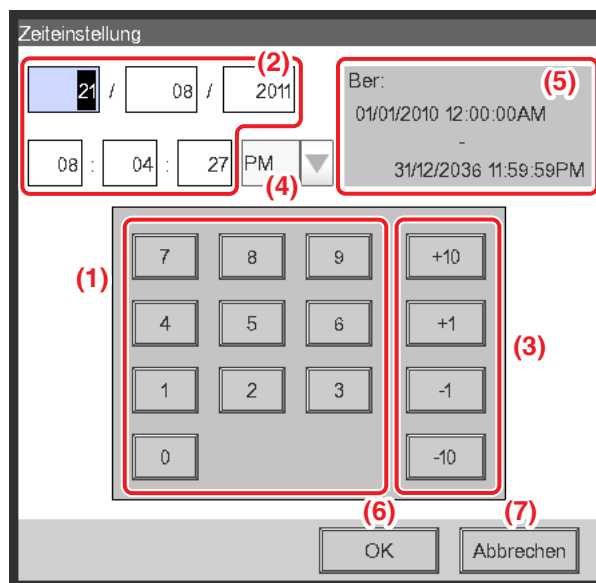 Zeiteinstellung
(2)
21 / 08 / 2011
08 : 04 : 27 PM
(4)
Ber:
(5)
01/01/2010 12:00:00AM
-
31/12/2036 11:59:59PM
(1)
7 8 9 +10
4 5 6 +1
(3)
1 2 3 -1
0 -10
(6) (7)
OK Abbrechen